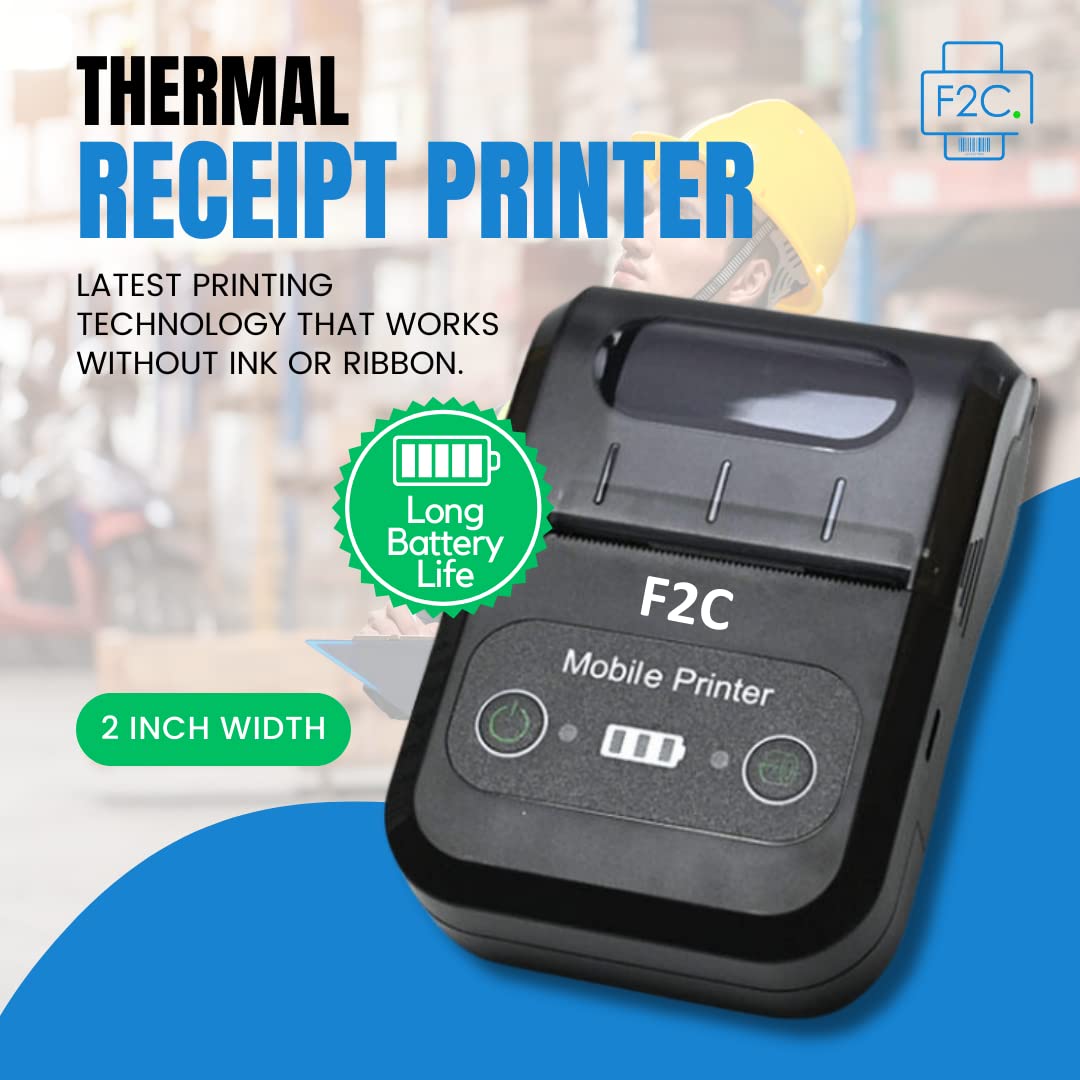 THERMAL
RECEIPT PRINTER
F2C.
LATEST PRINTING
TECHNOLOGY THAT WORKS
WITHOUT INK OR RIBBON.
Long
Battery
Life
F2C
Mobile Printer
2 INCH WIDTH